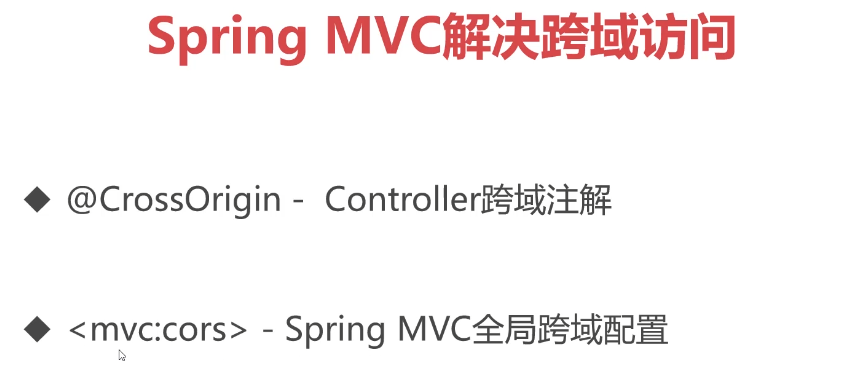 Spring MVC解决跨域访问
◆ @CrossOrigin - Controller跨域注解
◆ <mvc:cors> - Spring MVC全局跨域配置